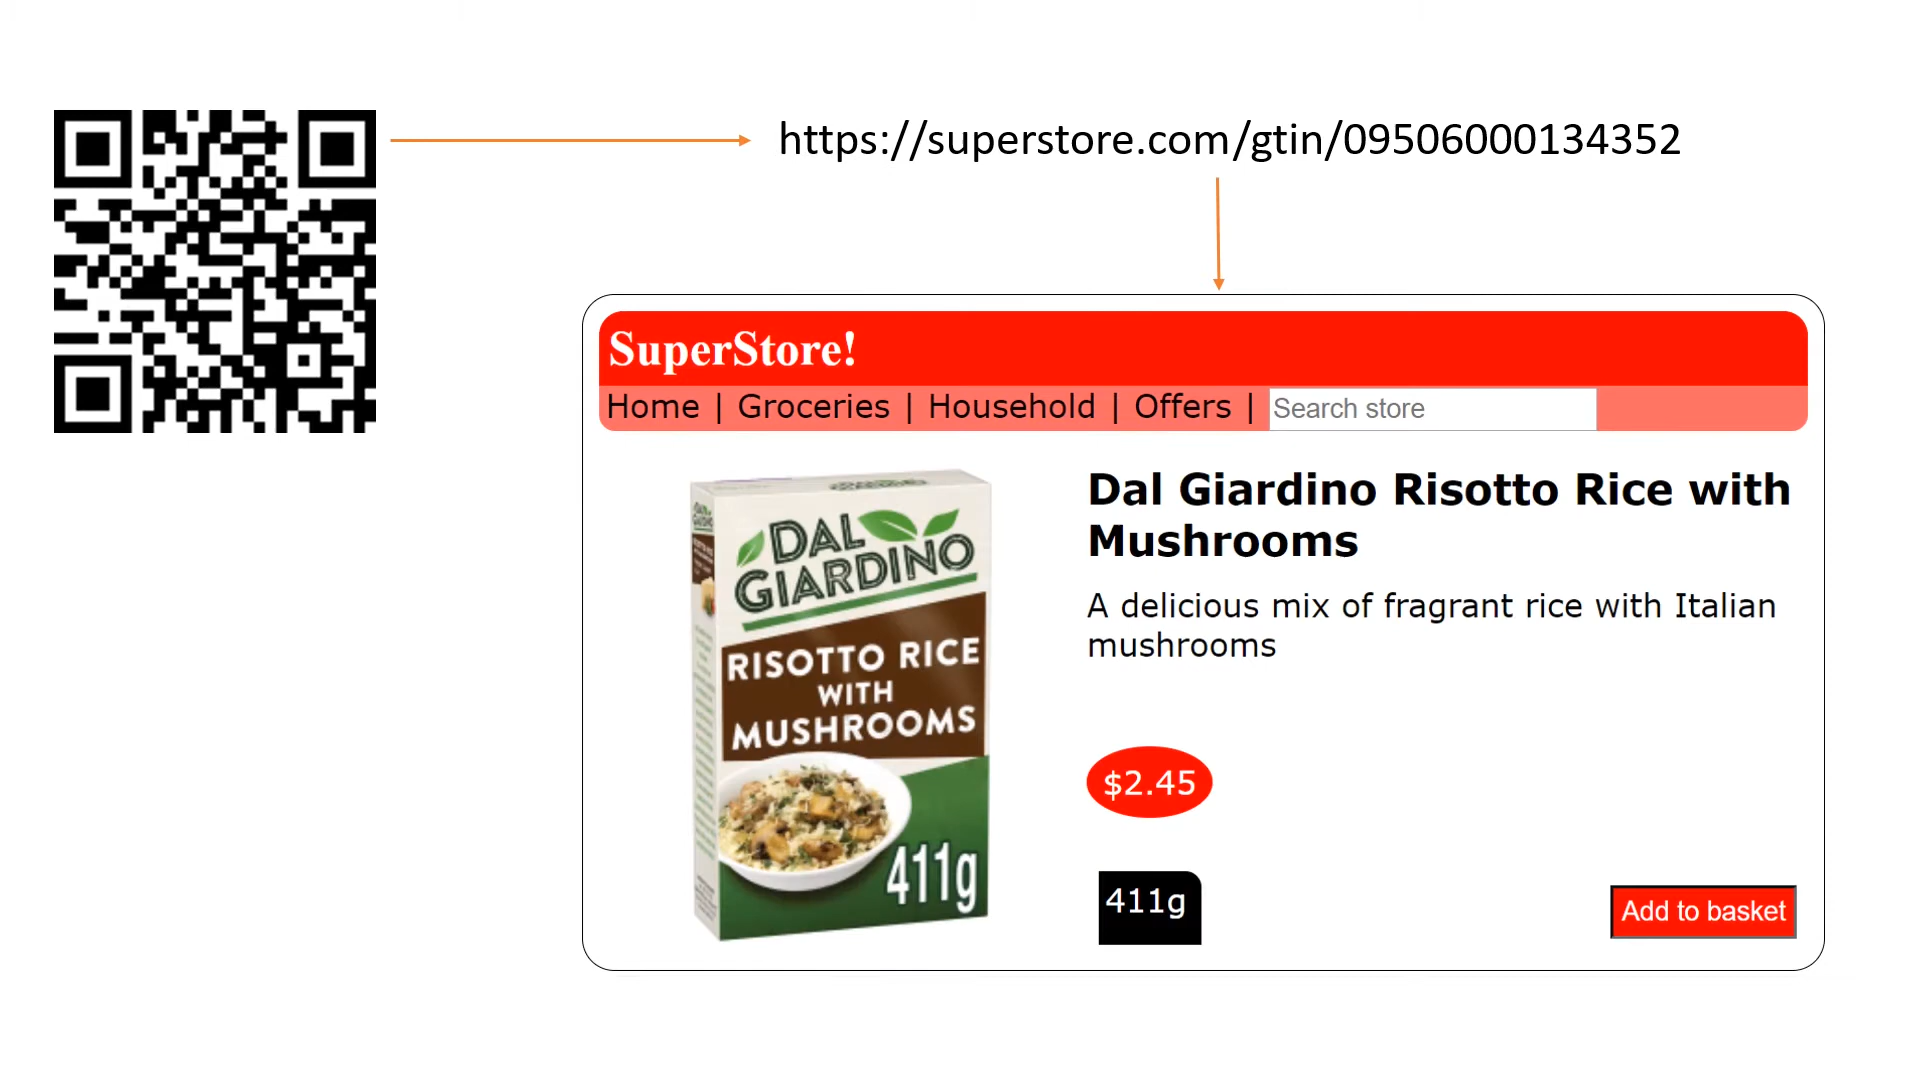 https://superstore.com/gtin/09506000134352
SuperStore!
Home | Groceries | Household | Offers | Search store
DAL
GIARDINO
RISOTTO RICE
WITH
MUSHROOMS
411g
Dal Giardino Risotto Rice with
Mushrooms
A delicious mix of fragrant rice with Italian
mushrooms
$2.45
411g
Add to basket